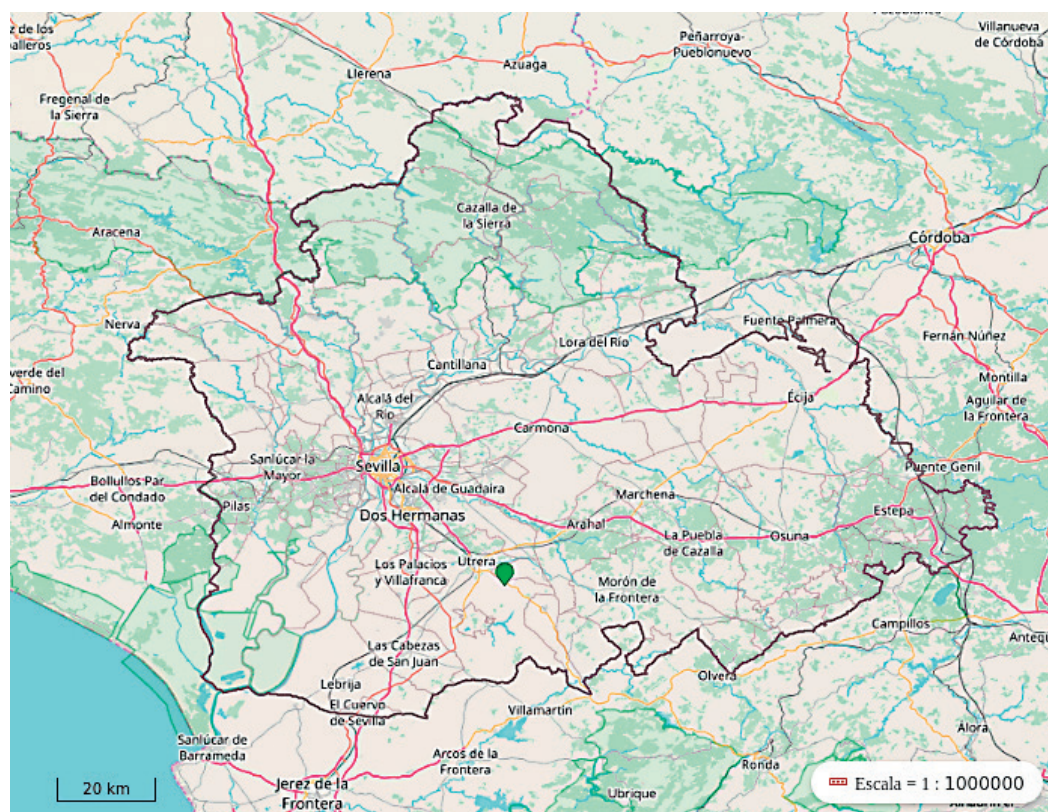 Villanueva
de Córdoba
Peñarroya-
Pueblonuevo
z de los
alleros
Azuaga
Llerena
Fregenal de
la Sierra
Cazalla de
la Sierra
Aracena
Córdoba
Nerva
Fuente Palmera
Lora del Río
Fernán Núñez
Cantillana
verde del
Camino
Montilla
Alcalá del
Río
Écija
Aguilar de
la Frontera
Carmona
Sanlúcar la
Mayor
Sevilla
Puente Genil
Bollullos Par
del Condado
Alcalá de Guadaira
Marchena
Pilas
Dos Hermanas
Estepa
Almonte
Arahal
La Puebla
de Cazalla
Osuna
Utrera
Los Palacios
y Villafranca
Morón de
la Frontera
Campillos
Anteque
Las Cabezas
de San Juan
Olvera
Lebrija
El Cuervo
de Sevilla
Villamartín
Álora
Sanlúcar de
Barrameda
Arcos de la
Frontera
Ronda
Jerez de la
Frontera
Ubrique
20 km
Escala = 1 : 1000000